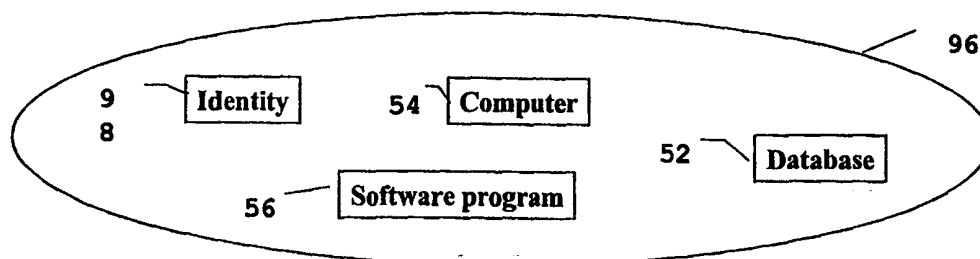 96
9 Identity
8
54 Computer
52 Database
56 Software program